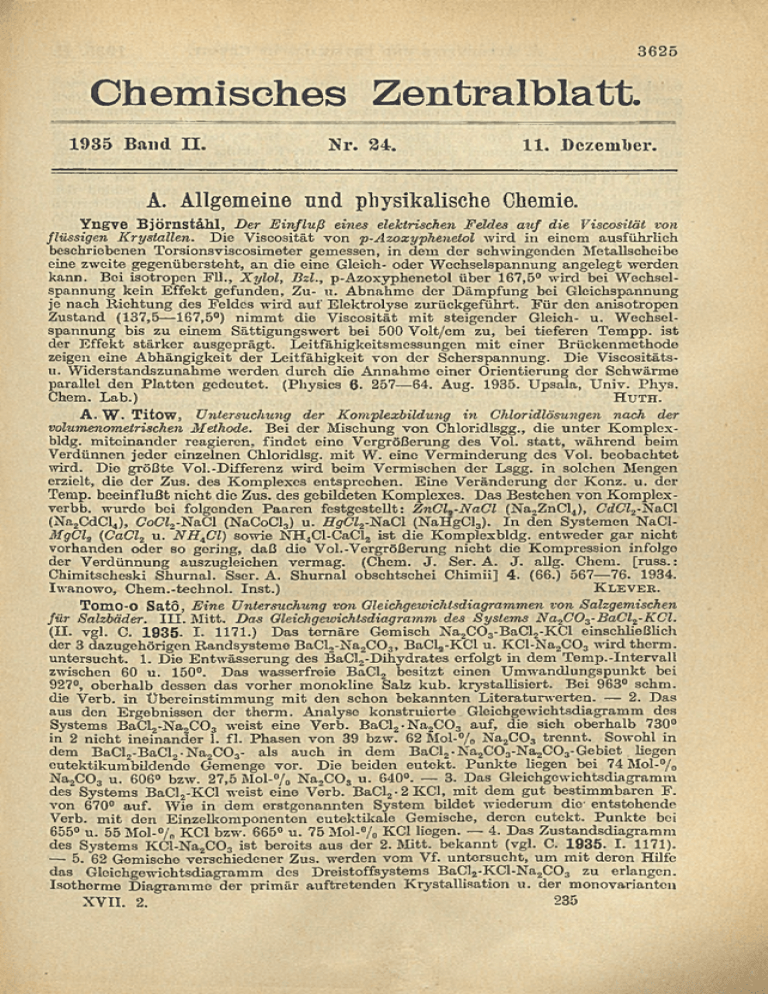 3625
Chemisches Zentralblatt.
1935 Band II. Nr. 24. 11. Dezember.
A. Allgemeine und physikalische Chemie.
Yngve Björnståhl, Der Einfluß eines elektrischen Feldes auf die Viscosität von
flüssigen Krystallen. Die Viscosität von p-Azoxyphenetol wird in einem ausführlich
beschriebenen Torsionsviscosimeter gemessen, in dem der schwingenden Metallscheibe
eine zweite gegenübersteht, an die eine Gleich- oder Wechselspannung angelegt werden
kann. Bei isotropen Fll., Xylol, Bzl., p-Azoxyphenetol über 167,5° wird bei Wechsel-
spannung kein Effekt gefunden, Zu- u. Abnahme der Dämpfung bei Gleichspannung
je nach Richtung des Feldes wird auf Elektrolyse zurückgeführt. Für den anisotropen
Zustand (137,5—167,5°) nimmt die Viscosität mit steigender Gleich- u. Wechsel-
spannung bis zu einem Sättigungswert bei 500 Volt/cm zu, bei tieferen Tempp. ist
der Effekt stärker ausgeprägt. Leitfähigkeitsmessungen mit einer Brückenmethode
zeigen eine Abhängigkeit der Leitfähigkeit von der Scherspannung. Die Viscositäts-
u. Widerstandszunahme werden durch die Annahme einer Orientierung der Schwärme
parallel den Platten gedeutet. (Physics 6. 257—64. Aug. 1935. Upsala, Univ. Phys.
Chem. Lab.) HUTH.
A. W. Titow, Untersuchung der Komplexbildung in Chloridlösungen nach der
volumenometrischen Methode. Bei der Mischung von Chloridlsgg., die unter Komplex-
bldg. miteinander reagieren, findet eine Vergrößerung des Vol. statt, während beim
Verdünnen jeder einzelnen Chloridlsg. mit W. eine Verminderung des Vol. beobachtet
wird. Die größte Vol.-Differenz wird beim Vermischen der Lsgg. in solchen Mengen
erzielt, die der Zus. des Komplexes entsprechen. Eine Veränderung der Konz. u. der
Temp. beeinflußt nicht die Zus. des gebildeten Komplexes. Das Bestehen von Komplex-
verbb. wurde bei folgenden Paaren festgestellt: ZnCl₂-NaCl (Na₂ZnCl₄), CdCl₂-NaCl
(Na₂CdCl₄), CoCl₂-NaCl (NaCoCl₃) u. HgCl₂-NaCl (NaHgCl₃). In den Systemen NaCl-
MgCl₂ (CaCl₂ u. NH₄Cl) sowie NH₄Cl-CaCl₂ ist die Komplexbldg. entweder gar nicht
vorhanden oder so gering, daß die Vol.-Vergrößerung nicht die Kompression infolge
der Verdünnung auszugleichen vermag. (Chem. J. Ser. A. J. allg. Chem. [russ.:
Chimitscheski Shurnal. Sser. A. Shurnal obschtschei Chimii] 4. (66.) 567—76. 1934.
Iwanowo, Chem.-technol. Inst.) KLEVER.
Tomo-o Satô, Eine Untersuchung von Gleichgewichtsdiagrammen von Salzgemischen
für Salzbäder. III. Mitt. Das Gleichgewichtsdiagramm des Systems Na₂CO₃-BaCl₂-KCl.
(II. vgl. C. 1935. I. 1171.) Das ternäre Gemisch Na₂CO₃-BaCl₂-KCl einschließlich
der 3 dazugehörigen Randsysteme BaCl₂-Na₂CO₃, BaCl₂-KCl u. KCl-Na₂CO₃ wird therm.
untersucht. 1. Die Entwässerung des BaCl₂-Dihydrates erfolgt in dem Temp.-Intervall
zwischen 60 u. 150°. Das wasserfreie BaCl₂ besitzt einen Umwandlungspunkt bei
927°, oberhalb dessen das vorher monokline Salz kub. krystallisiert. Bei 963° schm.
die Verb. in Übereinstimmung mit den schon bekannten Literaturwerten. — 2. Das
aus den Ergebnissen der therm. Analyse konstruierte Gleichgewichtsdiagramm des
Systems BaCl₂-Na₂CO₃ weist eine Verb. BaCl₂·Na₂CO₃ auf, die sich oberhalb 730°
in 2 nicht ineinander l. fl. Phasen von 39 bzw. 62 Mol-% Na₂CO₃ trennt. Sowohl in
dem BaCl₂-BaCl₂·Na₂CO₃- als auch in dem BaCl₂·Na₂CO₃-Na₂CO₃-Gebiet liegen
eutektikumbildende Gemenge vor. Die beiden eutekt. Punkte liegen bei 74 Mol-%
Na₂CO₃ u. 606° bzw. 27,5 Mol-% Na₂CO₃ u. 640°. — 3. Das Gleichgewichtsdiagramm
des Systems BaCl₂-KCl weist eine Verb. BaCl₂·2 KCl, mit dem gut bestimmbaren F.
von 670° auf. Wie in dem erstgenannten System bildet wiederum die entstehende
Verb. mit den Einzelkomponenten eutektikale Gemische, deren eutekt. Punkte bei
655° u. 55 Mol-% KCl bzw. 665° u. 75 Mol-% KCl liegen. — 4. Das Zustandsdiagramm
des Systems KCl-Na₂CO₃ ist bereits aus der 2. Mitt. bekannt (vgl. C. 1935. I. 1171).
— 5. 62 Gemische verschiedener Zus. werden vom Vf. untersucht, um mit deren Hilfe
das Gleichgewichtsdiagramm des Dreistoffsystems BaCl₂-KCl-Na₂CO₃ zu erlangen.
Isotherme Diagramme der primär auftretenden Krystallisation u. der monovarianten
XVII. 2. 235